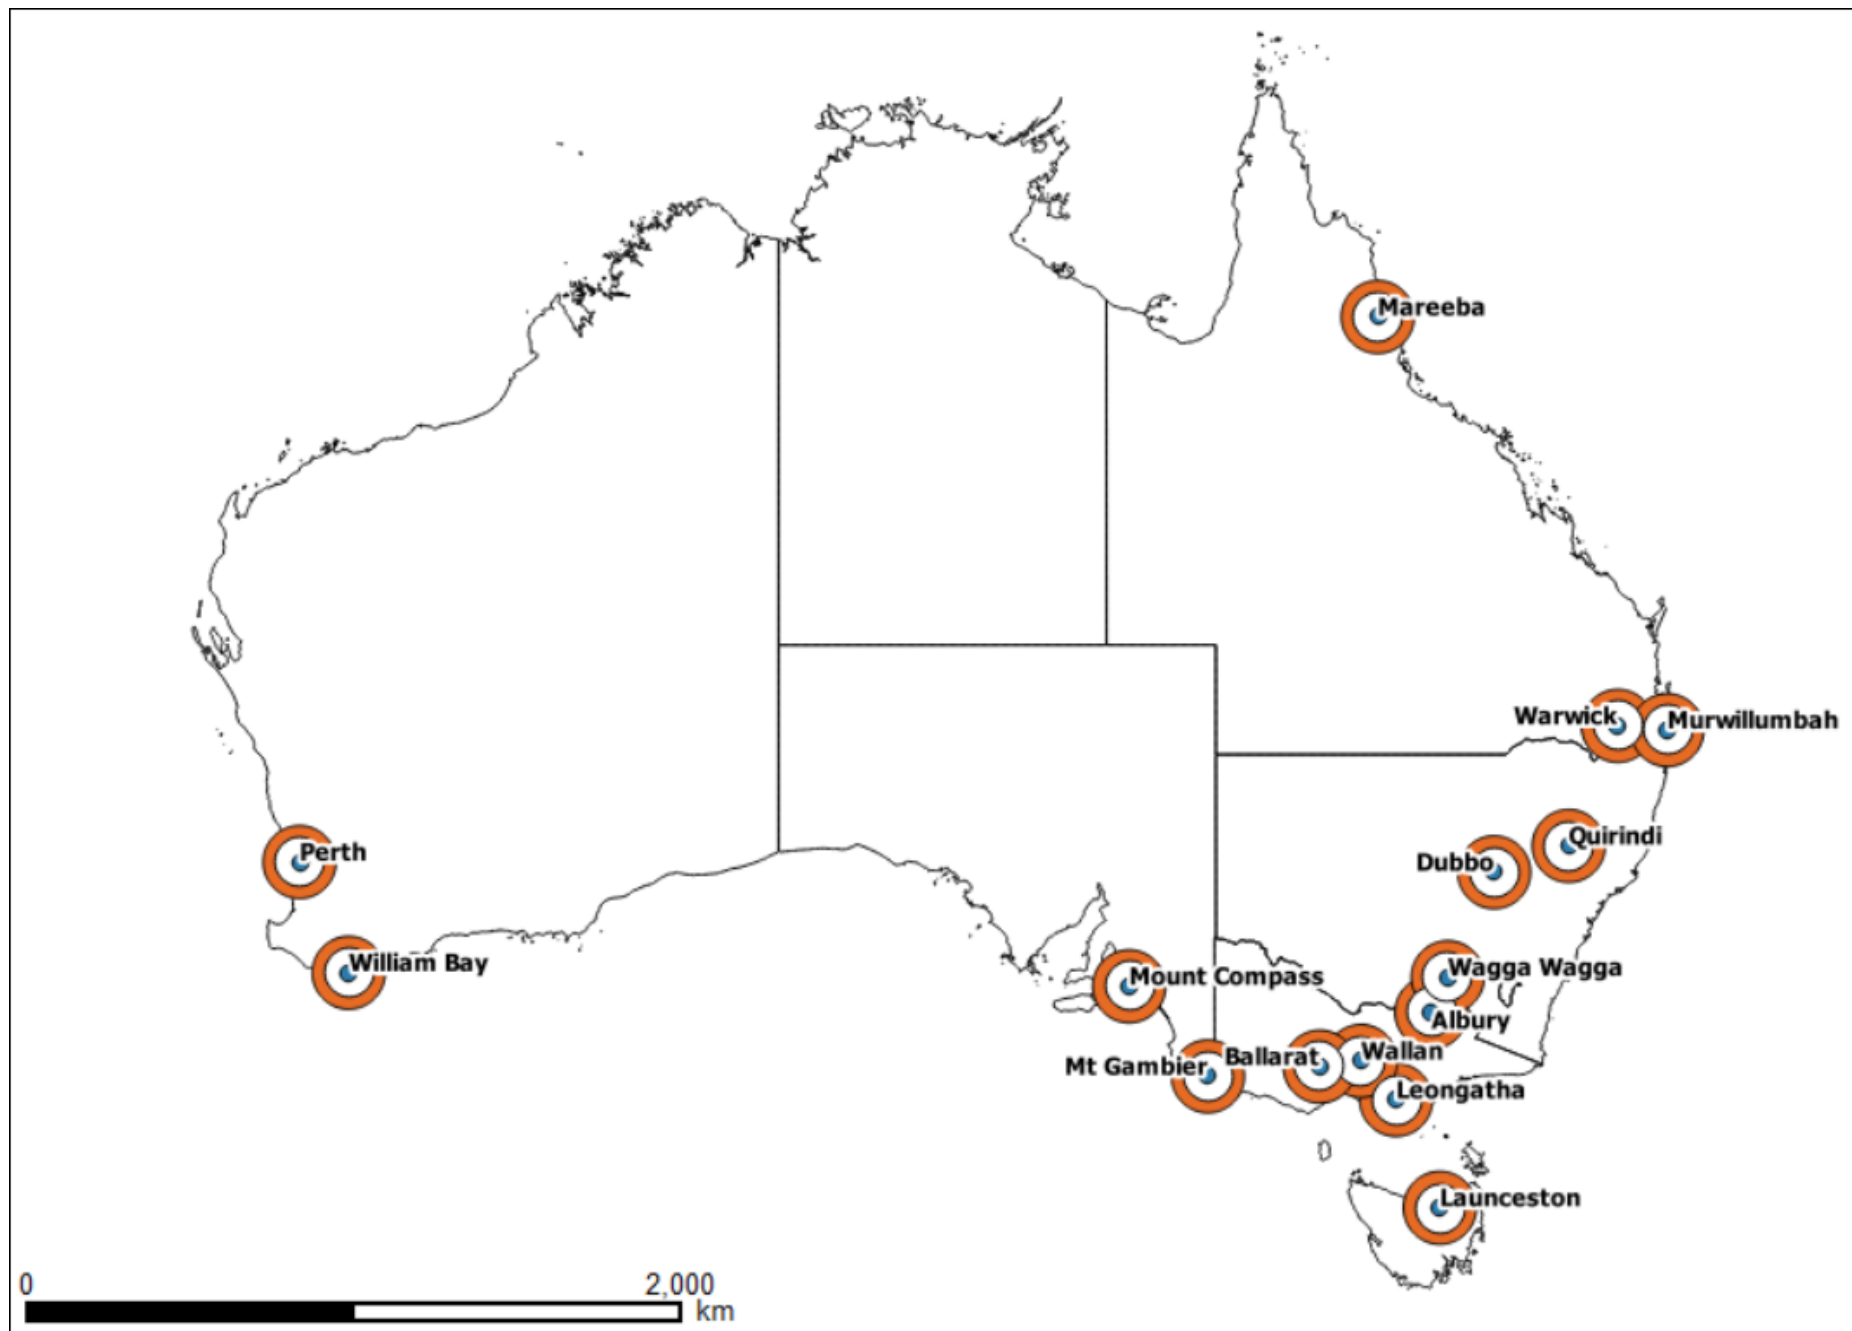 Mareeba
Warwick
Murwillumbah
Quirindi
Dubbo
Perth
William Bay
Wagga Wagga
Mount Compass
Albury
Mt Gambier
Ballarat
Wallan
Leongatha
Launceston
0
2,000
km